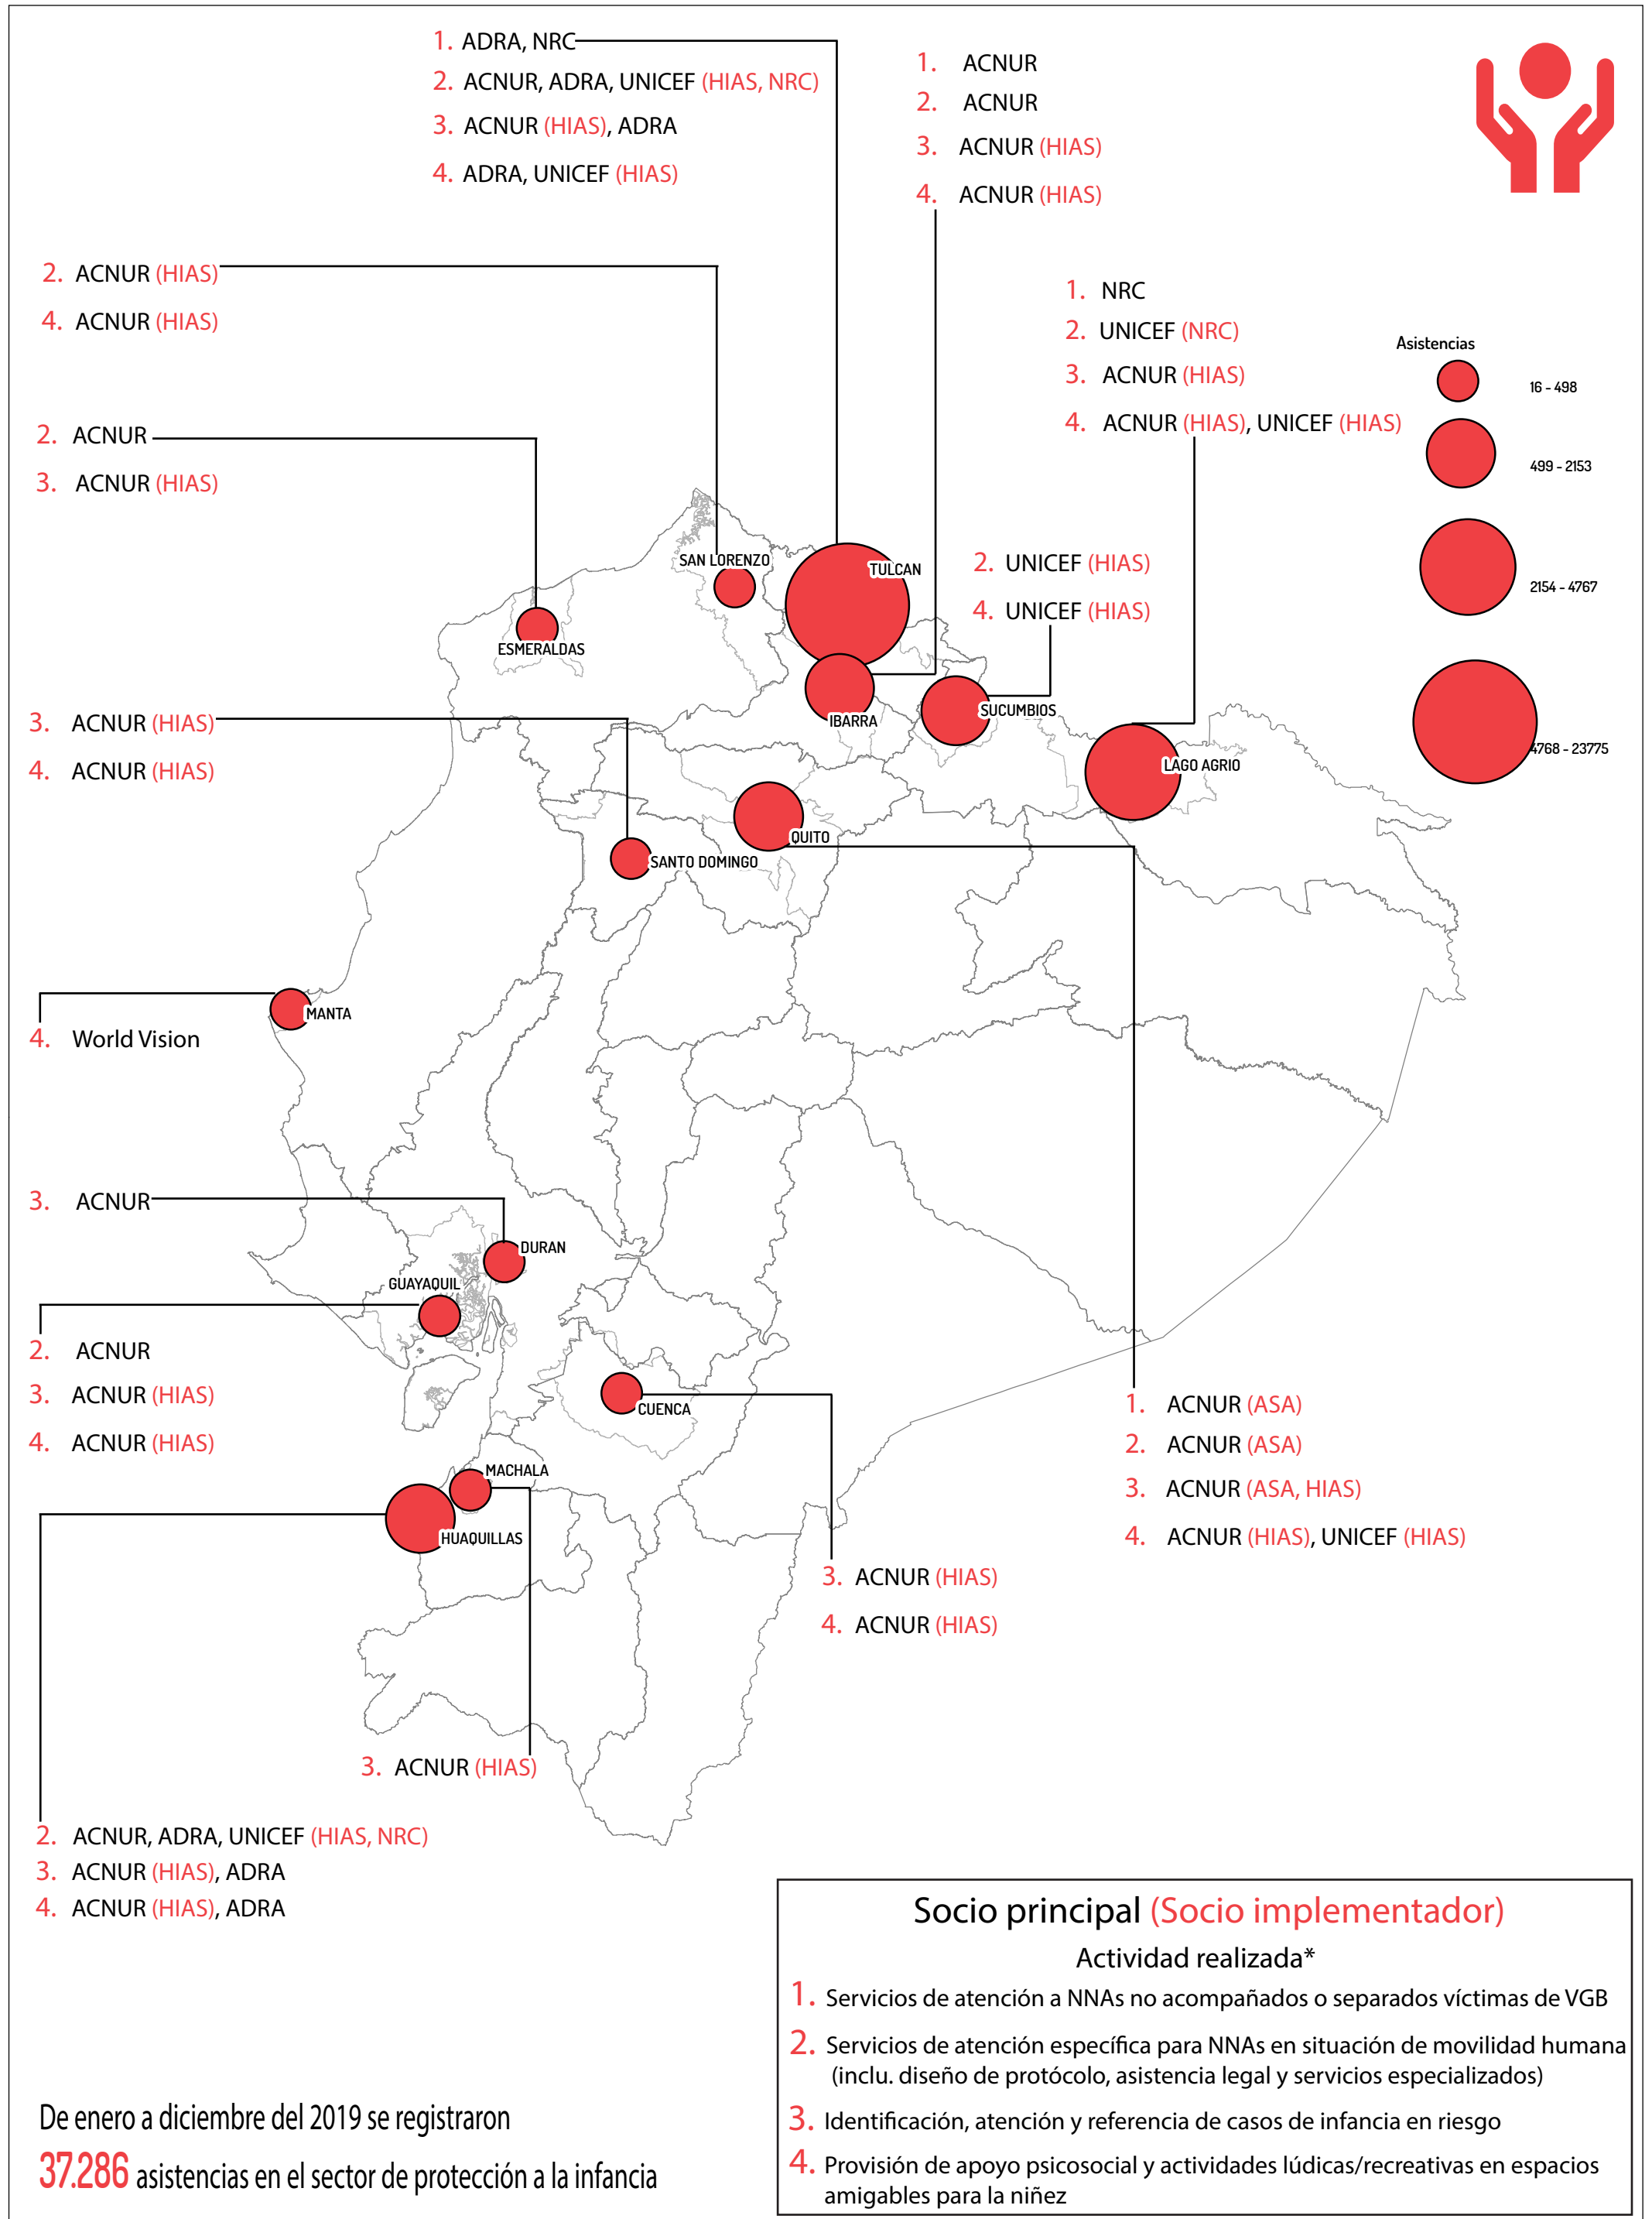 1. ADRA, NRC
2. ACNUR, ADRA, UNICEF (HIAS, NRC)
3. ACNUR (HIAS), ADRA
4. ADRA, UNICEF (HIAS)
1. ACNUR
2. ACNUR
3. ACNUR (HIAS)
4. ACNUR (HIAS)
2. ACNUR (HIAS)
4. ACNUR (HIAS)
1. NRC
2. UNICEF (NRC)
3. ACNUR (HIAS)
4. ACNUR (HIAS), UNICEF (HIAS)
Asistencias
16 - 498
499 - 2153
2154 - 4767
4768 - 23775
2. ACNUR
3. ACNUR (HIAS)
SAN LORENZO
TULCAN
2. UNICEF (HIAS)
4. UNICEF (HIAS)
ESMERALDAS
IBARRA
SUCUMBIOS
LAGO AGRIO
3. ACNUR (HIAS)
4. ACNUR (HIAS)
QUITO
SANTO DOMINGO
MANTA
4. World Vision
3. ACNUR
DURAN
GUAYAQUIL
2. ACNUR
3. ACNUR (HIAS)
4. ACNUR (HIAS)
CUENCA
1. ACNUR (ASA)
2. ACNUR (ASA)
3. ACNUR (ASA, HIAS)
4. ACNUR (HIAS), UNICEF (HIAS)
MACHALA
HUAQUILLAS
3. ACNUR (HIAS)
4. ACNUR (HIAS)
3. ACNUR (HIAS)
2. ACNUR, ADRA, UNICEF (HIAS, NRC)
3. ACNUR (HIAS), ADRA
4. ACNUR (HIAS), ADRA
Socio principal (Socio implementador)
Actividad realizada*
1. Servicios de atención a NNAs no acompañados o separados víctimas de VGB
2. Servicios de atención específica para NNAs en situación de movilidad humana
(inclu. diseño de protócolo, asistencia legal y servicios especializados)
3. Identificación, atención y referencia de casos de infancia en riesgo
4. Provisión de apoyo psicosocial y actividades lúdicas/recreativas en espacios
amigables para la niñez
De enero a diciembre del 2019 se registraron
37.286 asistencias en el sector de protección a la infancia